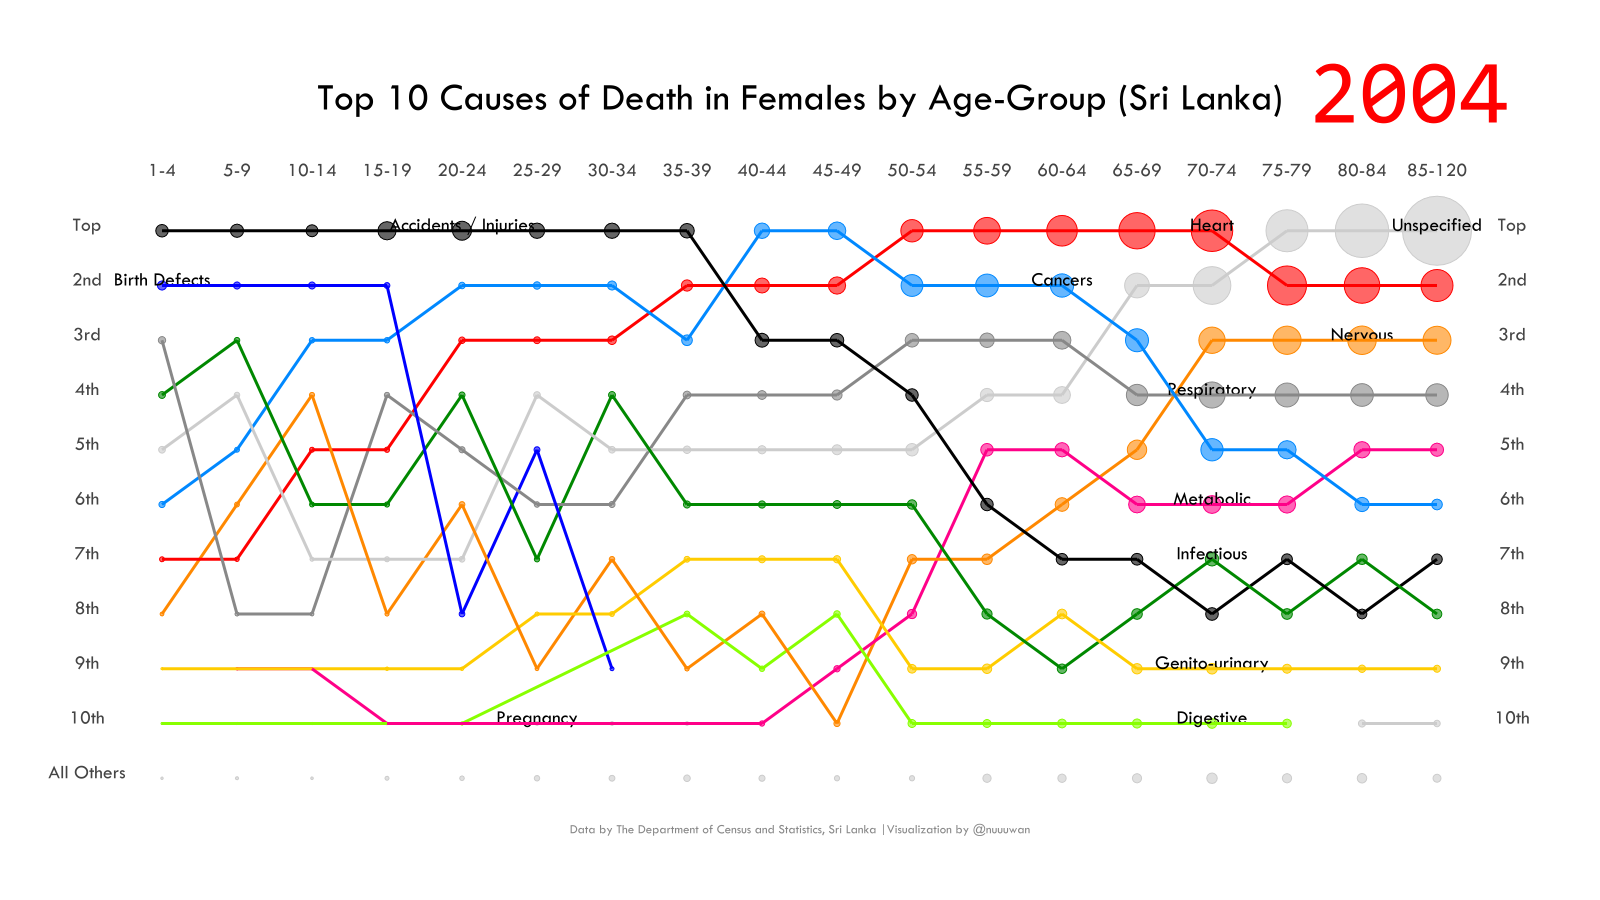 Top 10 Causes of Death in Females by Age-Group (Sri Lanka) 2004
1-4 5-9 10-14 15-19 20-24 25-29 30-34 35-39 40-44 45-49 50-54 55-59 60-64 65-69 70-74 75-79 80-84 85-120
Top Accidents / Injuries Heart Unspecified Top
2nd Birth Defects Cancers 2nd
3rd Nervous 3rd
4th Respiratory 4th
5th 5th
6th Metabolic 6th
7th Infectious 7th
8th 8th
9th Genito-urinary 9th
10th Pregnancy Digestive 10th
All Others
Data by The Department of Census and Statistics, Sri Lanka | Visualization by @nuuuwan